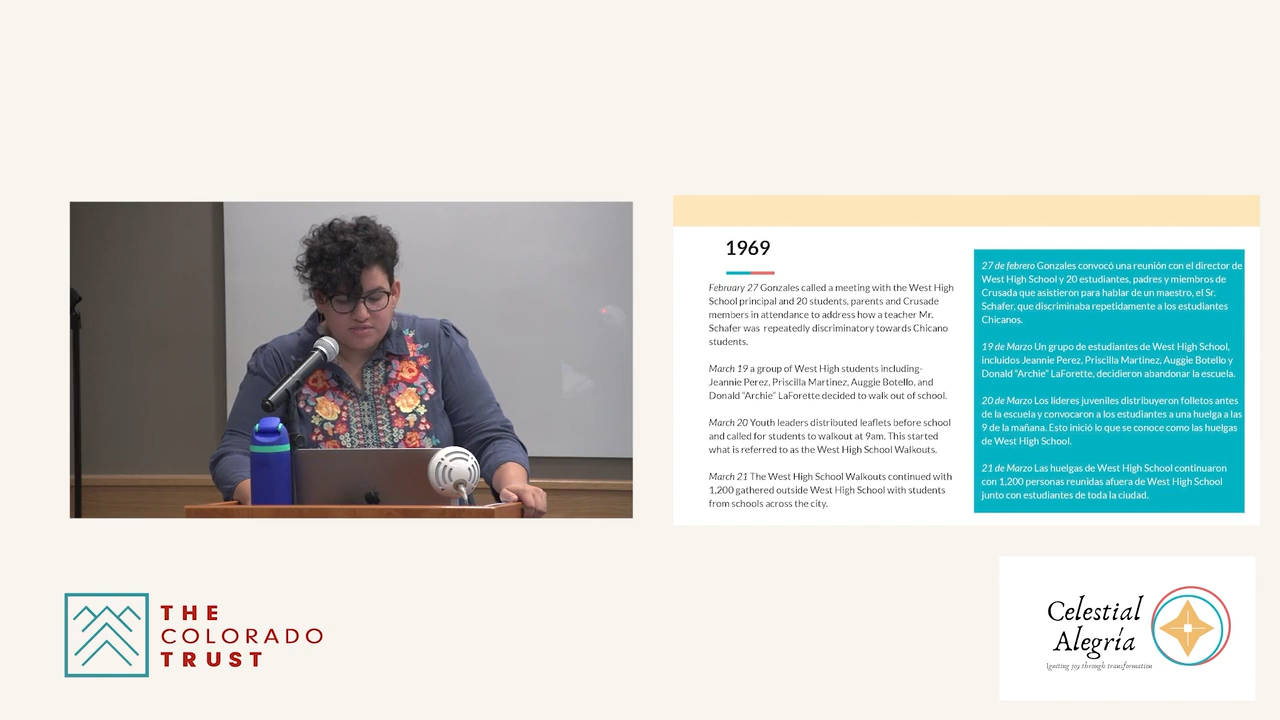 1969
February 27 Gonzales called a meeting with the West High
School principal and 20 students, parents and Crusade
members in attendance to address how a teacher Mr.
Schafer was repeatedly discriminatory towards Chicano
students.
March 19 a group of West High students including-
Jeannie Perez, Priscilla Martinez, Auggie Botello, and
Donald "Archie" LaForette decided to walk out of school.
March 20 Youth leaders distributed leaflets before school
and called for students to walkout at 9am. This started
what is referred to as the West High School Walkouts.
March 21 The West High School Walkouts continued with
1,200 gathered outside West High School with students
from schools across the city.
27 de febrero Gonzales convocó una reunión con el director de
West High School y 20 estudiantes, padres y miembros de
Crusada que asistieron para hablar de un maestro, el Sr.
Schafer, que discriminaba repetidamente a los estudiantes
Chicanos.
19 de Marzo Un grupo de estudiantes de West High School,
incluidos Jeannie Perez, Priscilla Martinez, Auggie Botello y
Donald "Archie" LaForette, decidieron abandonar la escuela.
20 de Marzo Los líderes juveniles distribuyeron folletos antes
de la escuela y convocaron a los estudiantes a una huelga a las
9 de la mañana. Esto inició lo que se conoce como las huelgas
de West High School.
21 de Marzo Las huelgas de West High School continuaron
con 1,200 personas reunidas afuera de West High School
junto con estudiantes de toda la ciudad.
THE
COLORADO
TRUST
Celestial
Alegría
Igniting joy through transformation